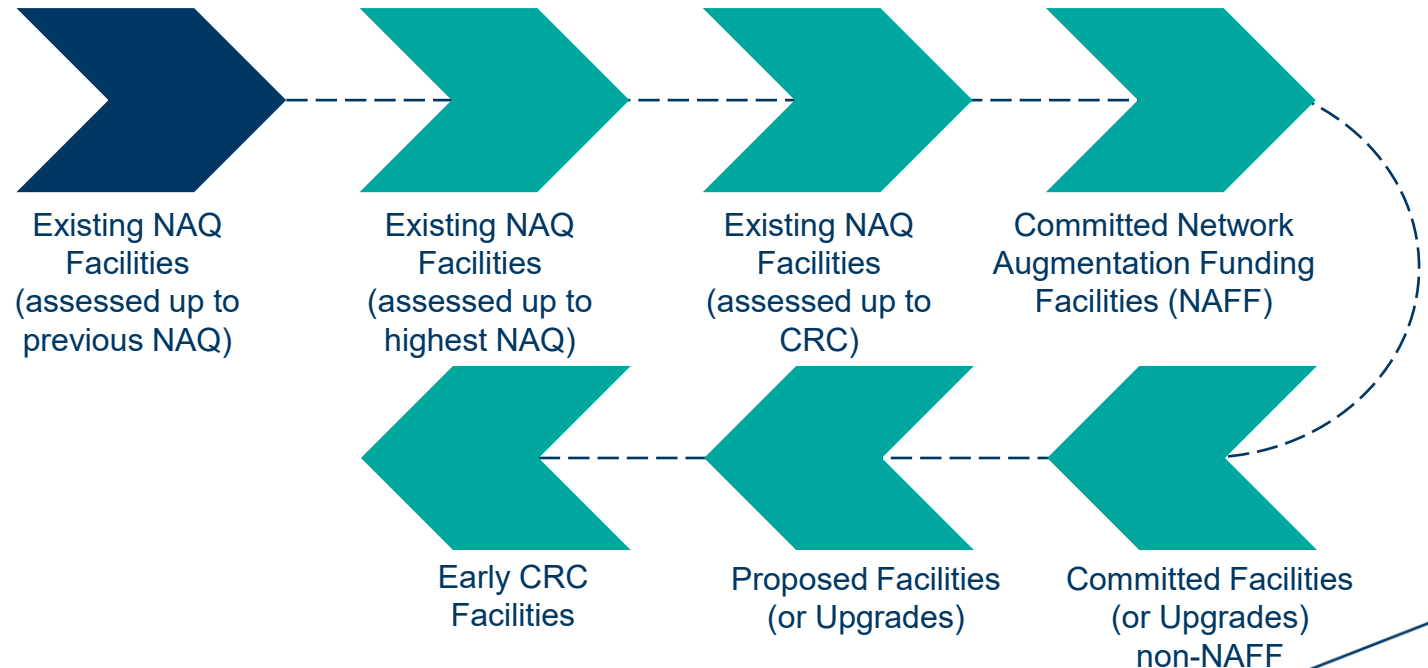 Existing NAQ
Facilities
(assessed up to
previous NAQ)
Existing NAQ
Facilities
(assessed up to
highest NAQ)
Existing NAQ
Facilities
(assessed up to
CRC)
Committed Network
Augmentation Funding
Facilities (NAFF)
Early CRC
Facilities
Proposed Facilities
(or Upgrades)
Committed Facilities
(or Upgrades)
non-NAFF